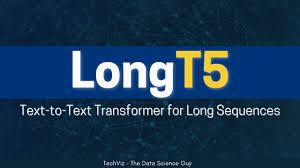 LongT5
Text-to-Text Transformer for Long Sequences
TechViz - The Data Science Guy